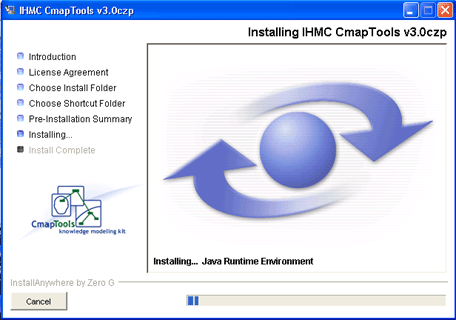 IHMC CmapTools v3.0czp
Installing IHMC CmapTools v3.0czp
Introduction
License Agreement
Choose Install Folder
Choose Shortcut Folder
Pre-Installation Summary
Installing...
Install Complete
CmapTools
knowledge modeling kit
Installing... Java Runtime Environment
InstallAnywhere by Zero G
Cancel